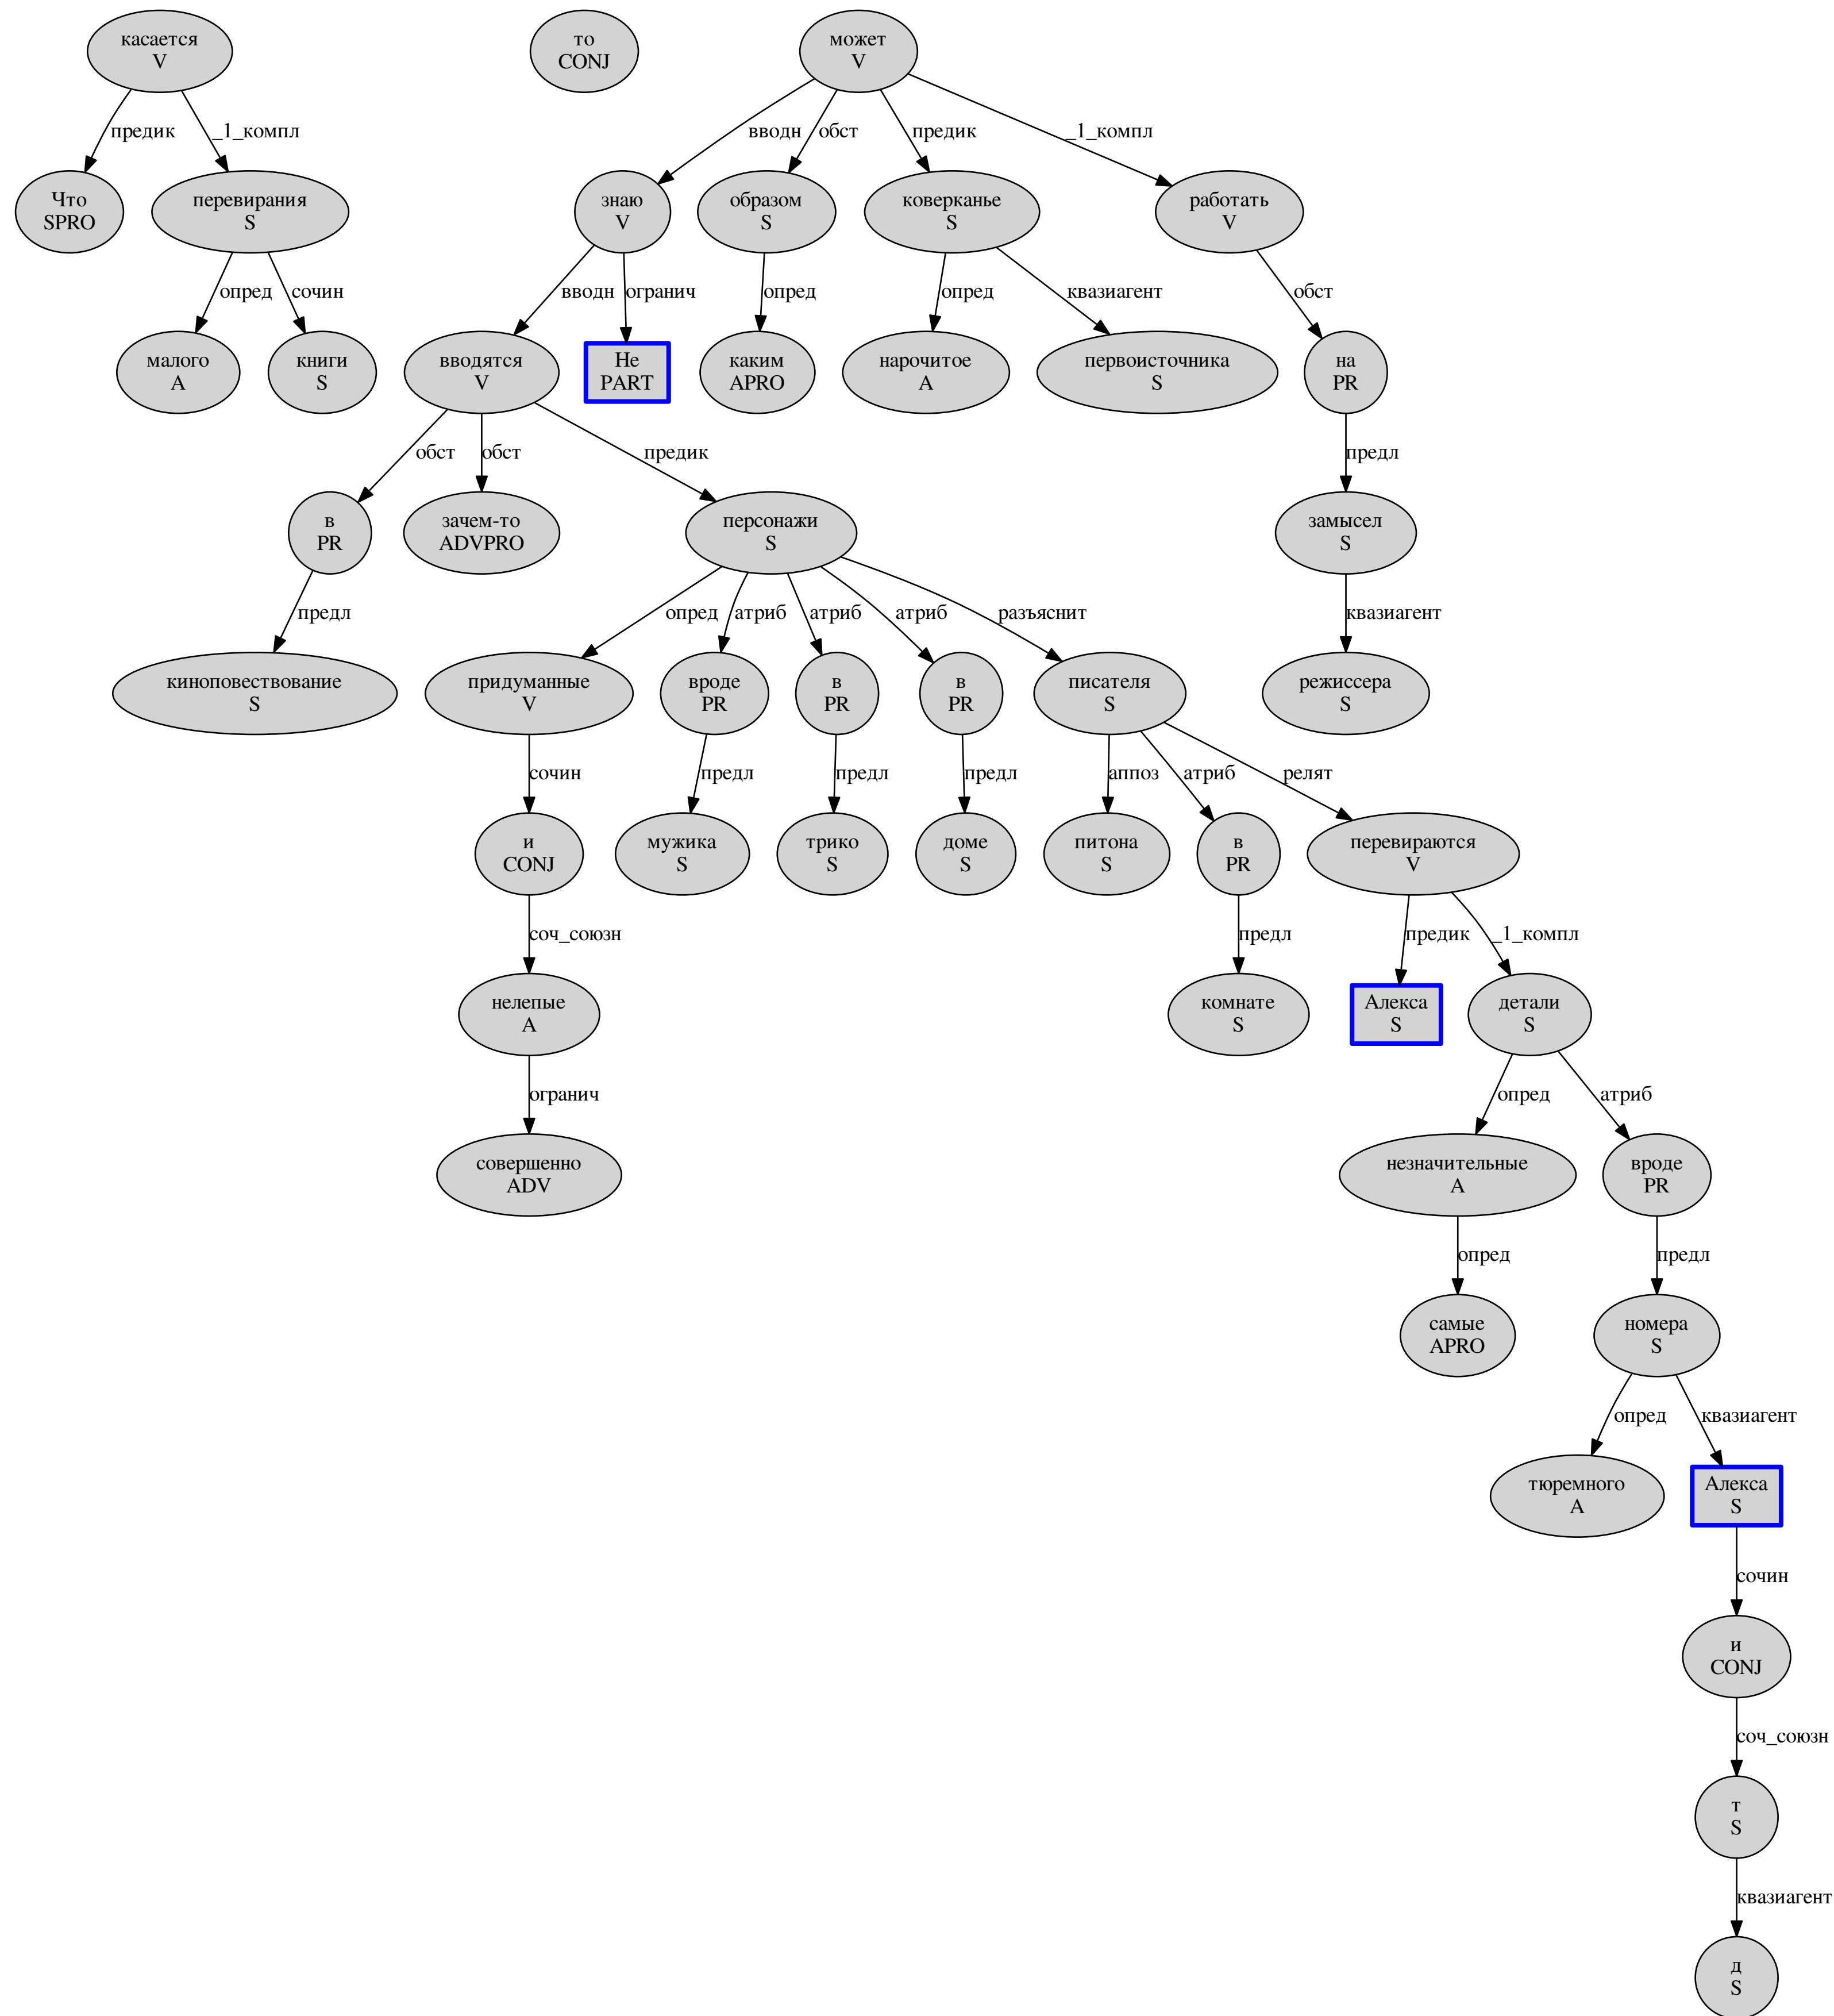 касается
V
то
CONJ
может
V
предик
_1_компл
вводн
обст
предик
_1_компл
Что
SPRO
перевирания
S
знаю
V
образом
S
коверканье
S
работать
V
опред
сочин
вводн
огранич
опред
опред
квазиагент
обст
малого
A
книги
S
вводятся
V
Не
PART
каким
APRO
нарочитое
A
первоисточника
S
на
PR
обст
обст
предик
предл
в
PR
зачем-то
ADVPRO
персонажи
S
замысел
S
предл
опред
атриб
атриб
атриб
разъяснит
квазиагент
киноповествование
S
придуманные
V
вроде
PR
в
PR
в
PR
писателя
S
режиссера
S
сочин
предл
предл
предл
аппоз
атриб
релят
и
CONJ
мужика
S
трико
S
доме
S
питона
S
в
PR
перевираются
V
соч_союзн
предл
предик
_1_компл
нелепые
A
комнате
S
Алекса
S
детали
S
огранич
опред
атриб
совершенно
ADV
незначительные
A
вроде
PR
опред
предл
самые
APRO
номера
S
опред
квазиагент
тюремного
A
Алекса
S
сочин
и
CONJ
соч_союзн
т
S
квазиагент
д
S